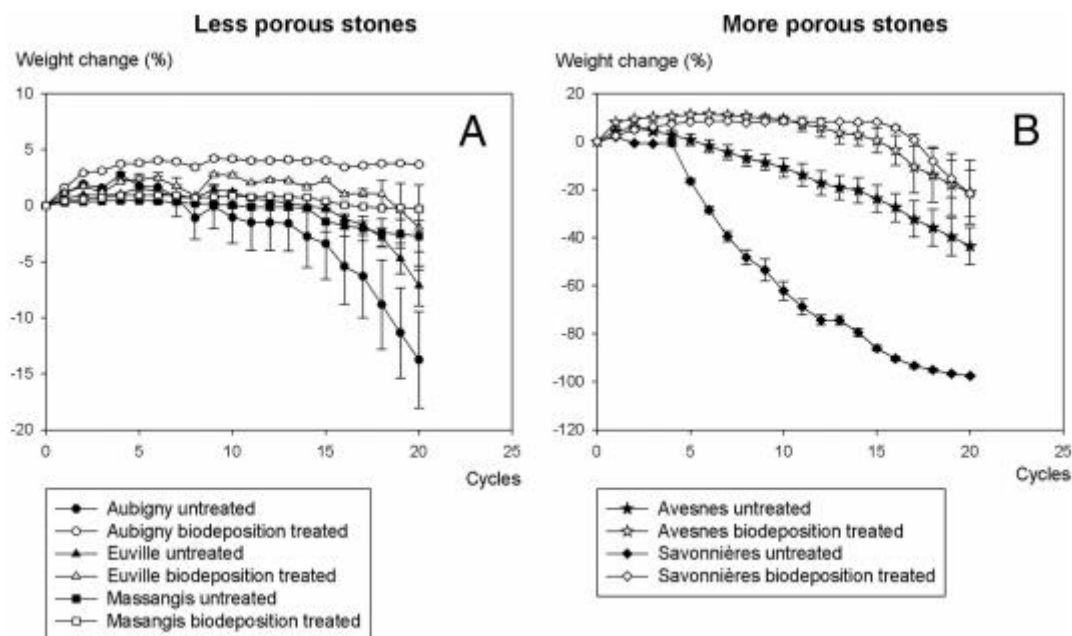 Less porous stones
More porous stones
Weight change (%)
Weight change (%)
A
10
5
0
-5
-10
-15
-20
0
5
10
15
20
25
Cycles
B
20
0
-20
-40
-60
-80
-100
-120
0
5
10
15
20
25
Cycles
Aubigny untreated
Aubigny biodeposition treated
Euville untreated
Euville biodeposition treated
Massangis untreated
Masangis biodeposition treated
Avesnes untreated
Avesnes biodeposition treated
Savonnières untreated
Savonnières biodeposition treated